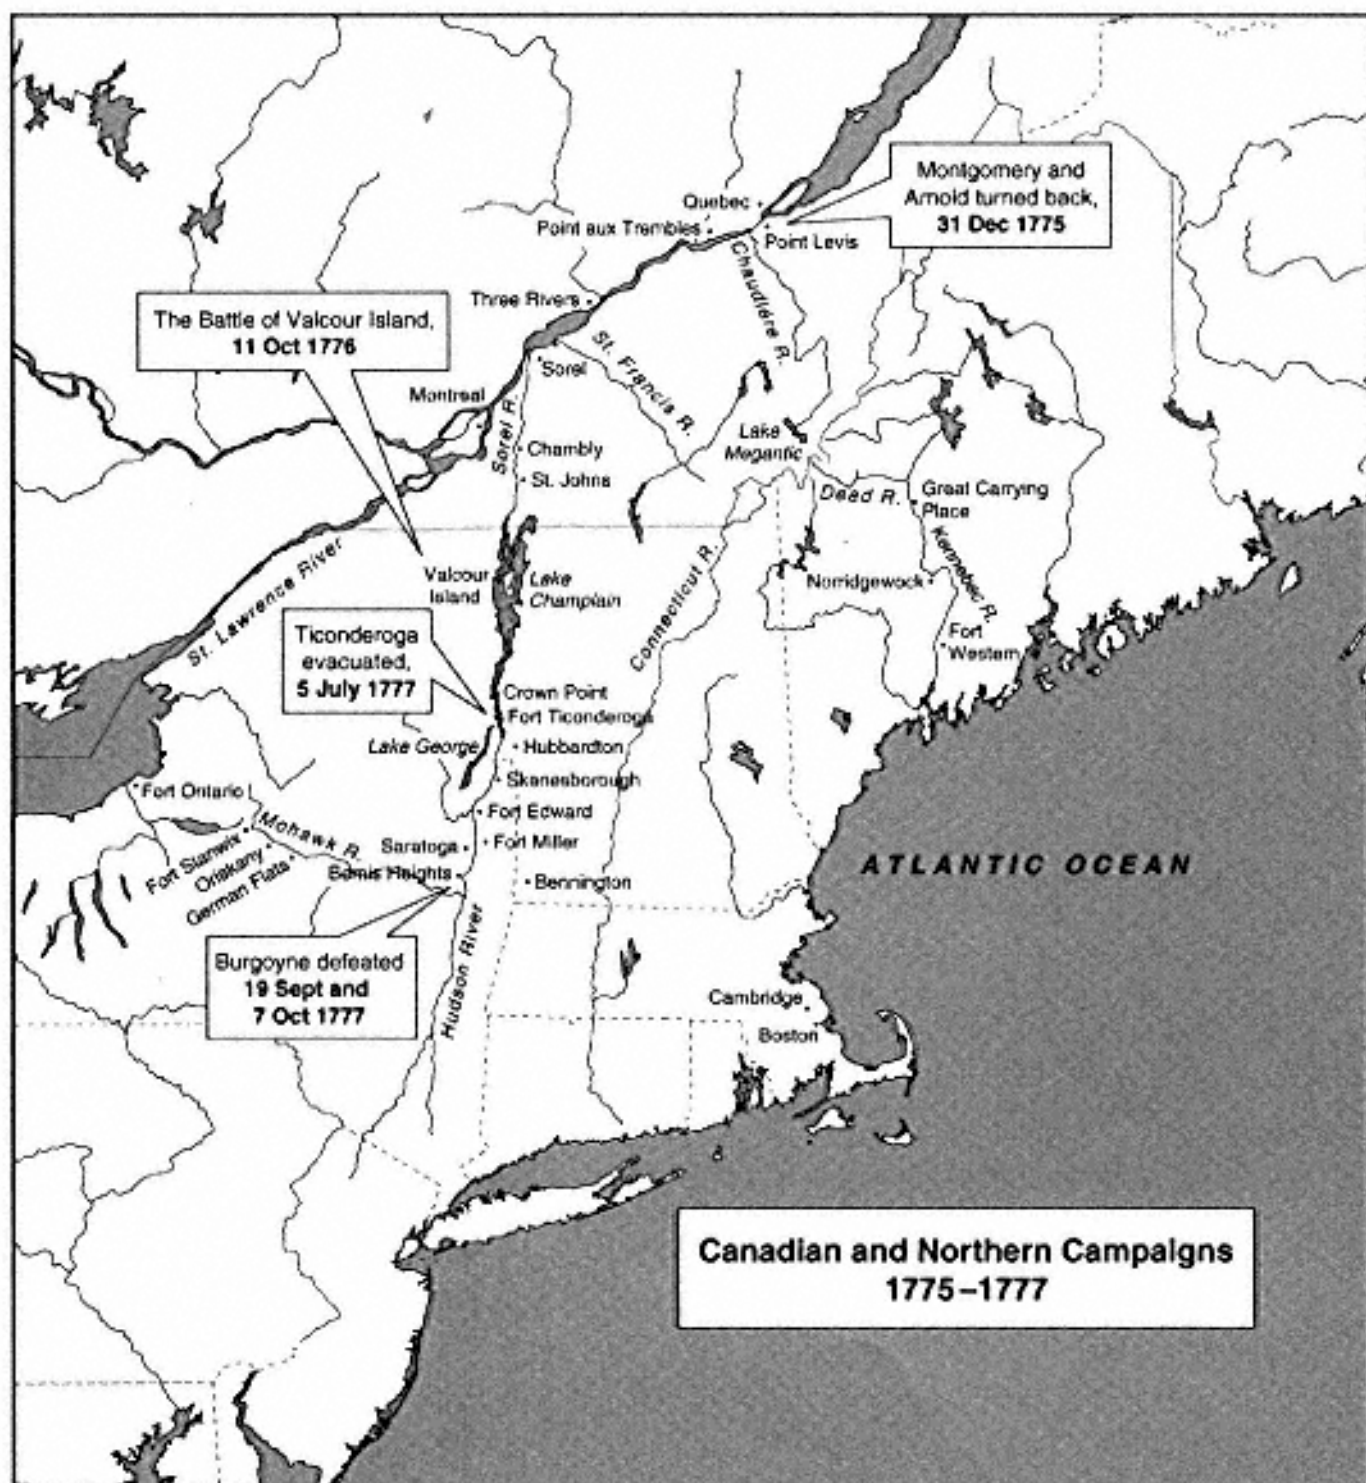 Montgomery and
Arnold turned back,
31 Dec 1775
Quebec
Point aux Trembles
Point Levis
Chaudiére R.
Three Rivers
The Battle of Valcour Island,
11 Oct 1776
St. Francis R.
Sorel
Montreal
Sorel R.
Chambly
St. Johns
Lake
Megantic
Dead R.
Great Carrying
Place
Kennebec R.
Norridgewock
Fort
Western
Connecticut R.
St. Lawrence River
Valcour
Island
Lake
Champlain
Ticonderoga
evacuated,
5 July 1777
Crown Point
Fort Ticonderoga
Lake George
Hubbardton
Skenesborough
Fort Ontario
Fort Edward
Mohawk R.
Saratoga
Fort Miller
Fort Stanwix
Oriskany
German Flats
Bemis Heights
Bennington
ATLANTIC OCEAN
Burgoyne defeated
19 Sept and
7 Oct 1777
Hudson River
Cambridge
Boston
Canadian and Northern Campaigns
1775–1777